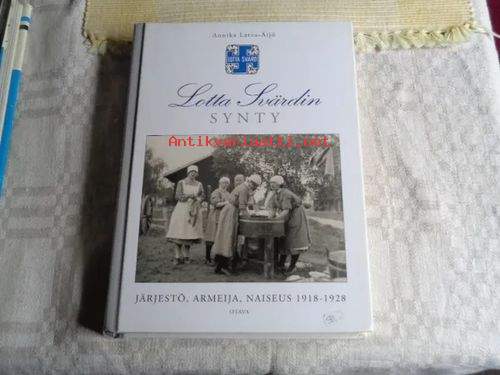 Annika Latva-Äijö
LOTTA SVÄRD
Lotta Svärdin
SYNTY
Antikvariaatti.net
JÄRJESTÖ, ARMEIJA, NAISEUS 1918-1928
OTAVA